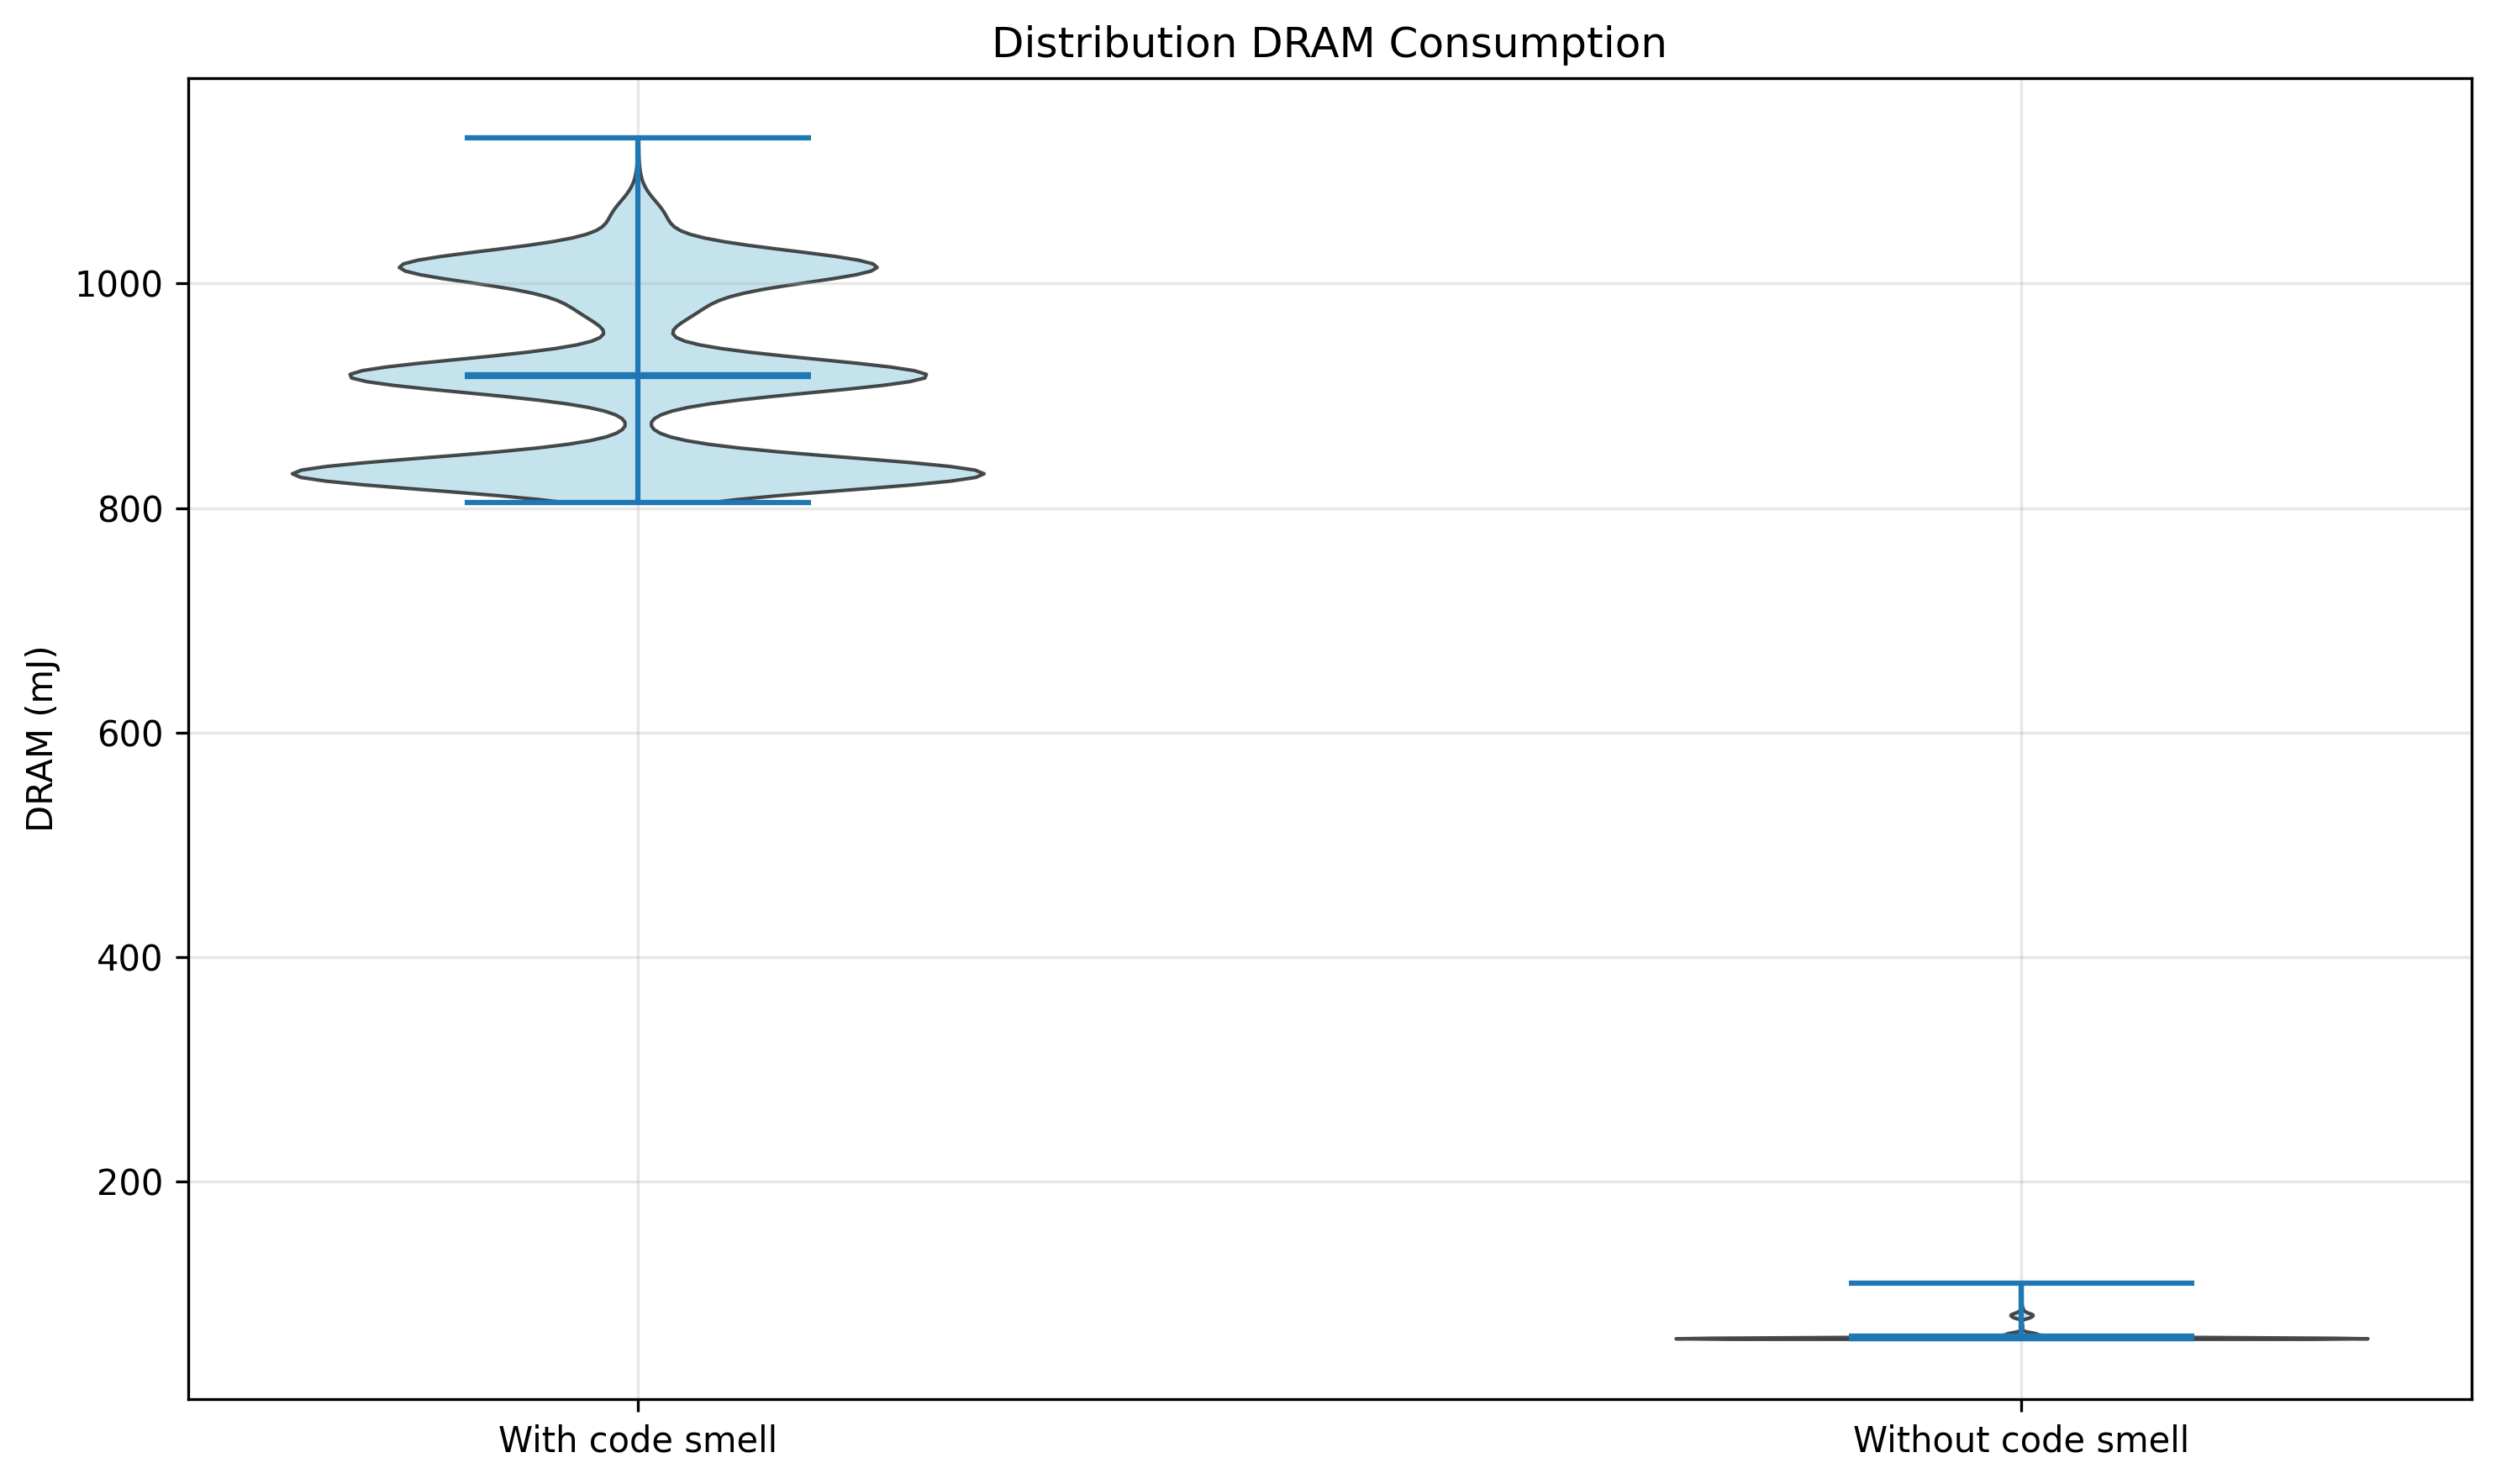 Distribution DRAM Consumption
DRAM (mJ)
1000
800
600
400
200
With code smell
Without code smell